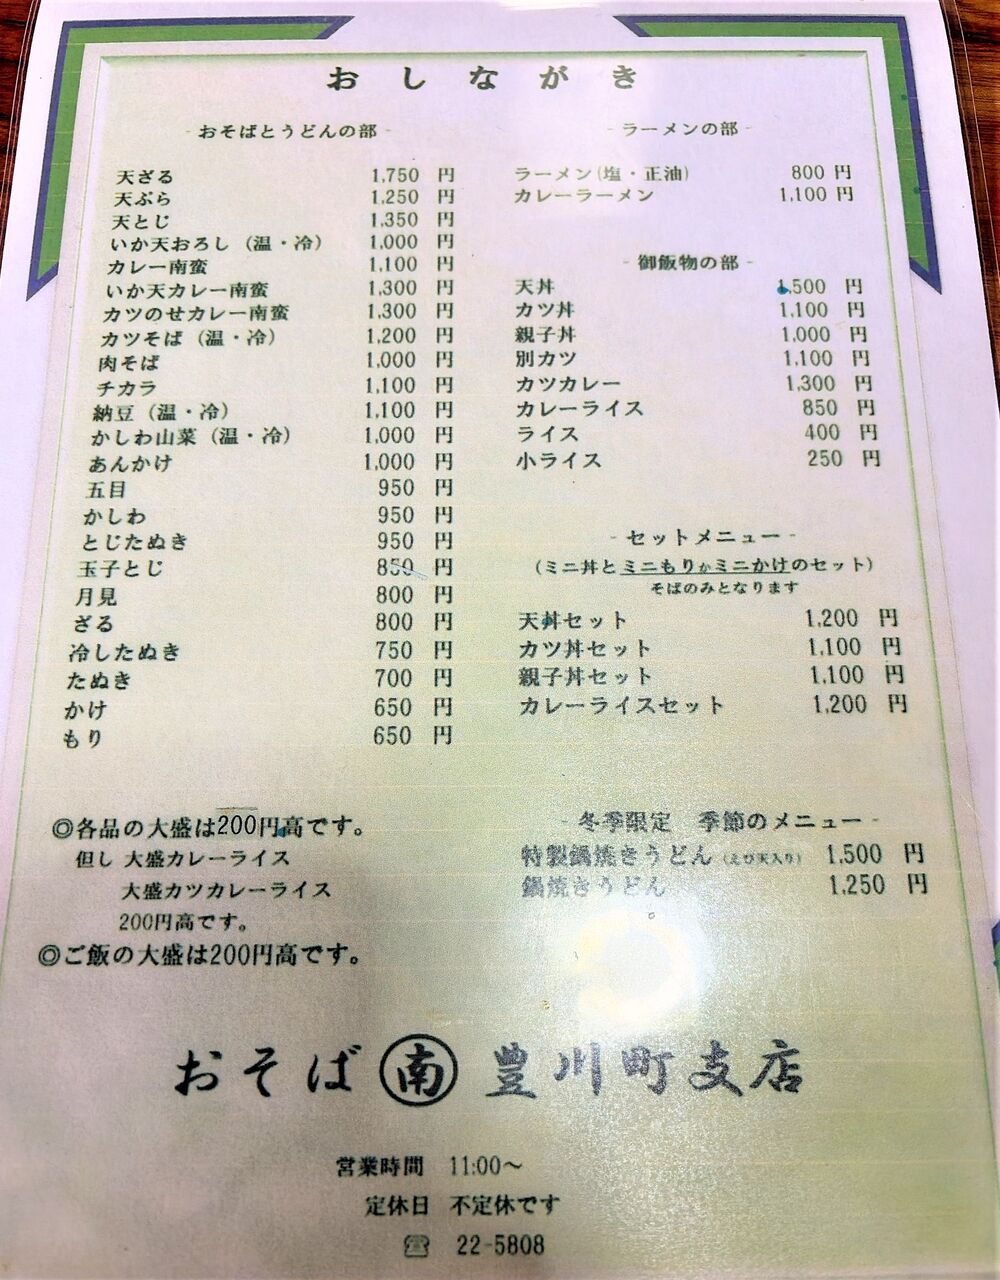 おしながき
- おそばとうどんの部 -
天ざる 1,750 円
天ぷら 1,250 円
天とじ 1,350 円
いか天おろし（温・冷） 1,000 円
カレー南蛮 1,100 円
いか天カレー南蛮 1,300 円
カツのせカレー南蛮 1,300 円
カツそば（温・冷） 1,200 円
肉そば 1,000 円
チカラ 1,100 円
納豆（温・冷） 1,100 円
かしわ山菜（温・冷） 1,000 円
あんかけ 1,000 円
五目 950 円
かしわ 950 円
とじたぬき 950 円
玉子とじ 850 円
月見 800 円
ざる 800 円
冷したぬき 750 円
たぬき 700 円
かけ 650 円
もり 650 円
◎各品の大盛は200円高です。
但し 大盛カレーライス
大盛カツカレーライス
200円高です。
◎ご飯の大盛は200円高です。
- ラーメンの部 -
ラーメン(塩・正油) 800 円
カレーラーメン 1,100 円
- 御飯物の部 -
天丼 1,500 円
カツ丼 1,100 円
親子丼 1,000 円
別カツ 1,100 円
カツカレー 1,300 円
カレーライス 850 円
ライス 400 円
小ライス 250 円
- セットメニュー -
（ミニ丼とミニもりかミニかけのセット）
そばのみとなります
天丼セット 1,200 円
カツ丼セット 1,100 円
親子丼セット 1,100 円
カレーライスセット 1,200 円
- 冬季限定 季節のメニュー -
特製鍋焼きうどん（えび天入り） 1,500 円
鍋焼きうどん 1,250 円
おそば 南 豊川町支店
営業時間 11:00～
定休日 不定休です
☎ 22-5808